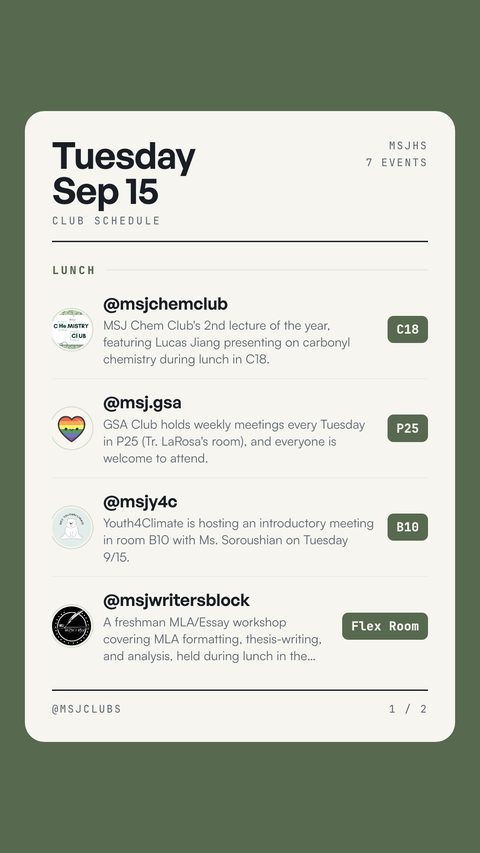 Tuesday
Sep 15
CLUB SCHEDULE
MSJHS
7 EVENTS
LUNCH
CHeMISTRY
ClUB
@msjchemclub
MSJ Chem Club's 2nd lecture of the year,
featuring Lucas Jiang presenting on carbonyl
chemistry during lunch in C18.
C18
@msj.gsa
GSA Club holds weekly meetings every Tuesday
in P25 (Tr. LaRosa's room), and everyone is
welcome to attend.
P25
@msjy4c
Youth4Climate is hosting an introductory meeting
in room B10 with Ms. Soroushian on Tuesday
9/15.
B10
@msjwritersblock
A freshman MLA/Essay workshop
covering MLA formatting, thesis-writing,
and analysis, held during lunch in the...
Flex Room
@MSJCLUBS
1 / 2